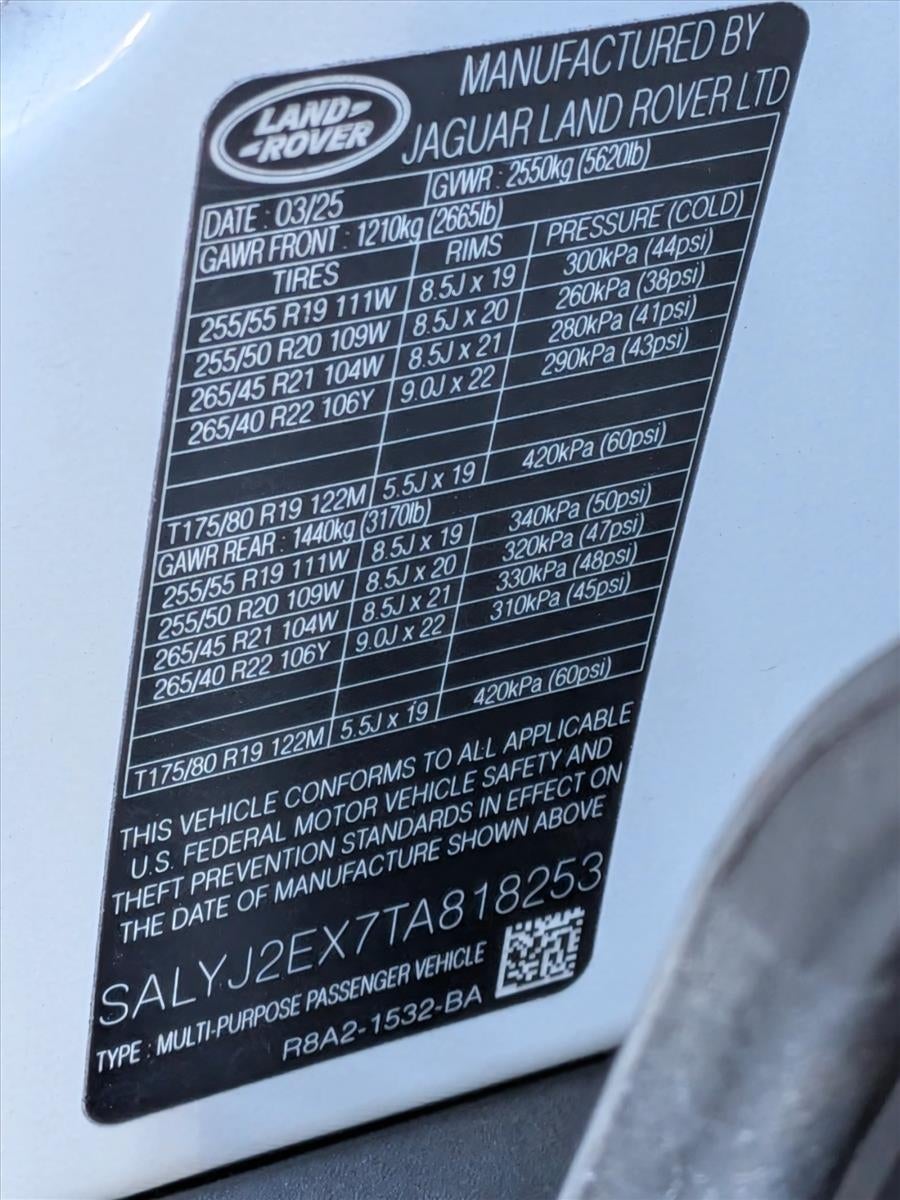 LAND-
-ROVER
MANUFACTURED BY
JAGUAR LAND ROVER LTD
DATE : 03/25 GVWR : 2550kg (5620lb)
GAWR FRONT : 1210kg (2665lb)
TIRES RIMS PRESSURE (COLD)
255/55 R19 111W 8.5J x 19 300kPa (44psi)
255/50 R20 109W 8.5J x 20 260kPa (38psi)
265/45 R21 104W 8.5J x 21 280kPa (41psi)
265/40 R22 106Y 9.0J x 22 290kPa (43psi)
T175/80 R19 122M 5.5J x 19 420kPa (60psi)
GAWR REAR : 1440kg (3170lb)
255/55 R19 111W 8.5J x 19 340kPa (50psi)
255/50 R20 109W 8.5J x 20 320kPa (47psi)
265/45 R21 104W 8.5J x 21 330kPa (48psi)
265/40 R22 106Y 9.0J x 22 310kPa (45psi)
T175/80 R19 122M 5.5J x 19 420kPa (60psi)
THIS VEHICLE CONFORMS TO ALL APPLICABLE
U.S. FEDERAL MOTOR VEHICLE SAFETY AND
THEFT PREVENTION STANDARDS IN EFFECT ON
THE DATE OF MANUFACTURE SHOWN ABOVE
SALYJ2EX7TA818253
TYPE : MULTI-PURPOSE PASSENGER VEHICLE
R8A2-1532-BA